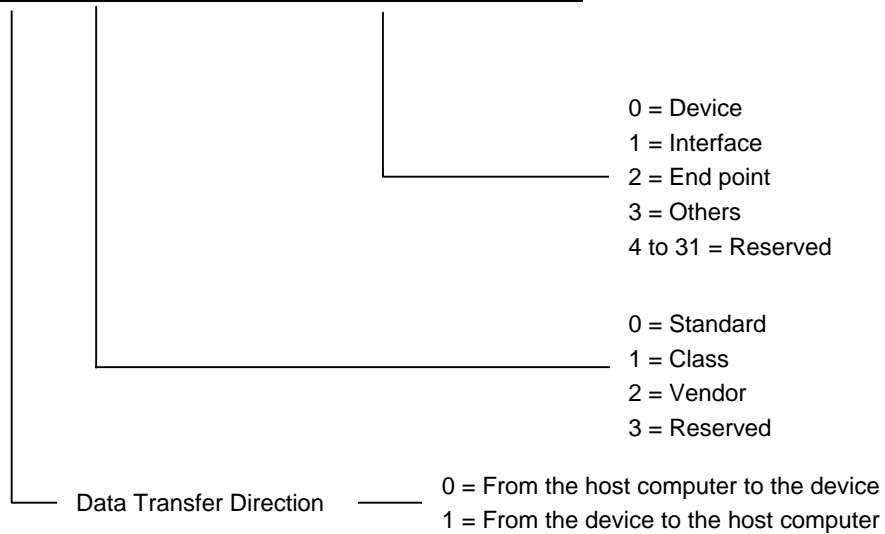 0 = Device
1 = Interface
2 = End point
3 = Others
4 to 31 = Reserved
0 = Standard
1 = Class
2 = Vendor
3 = Reserved
Data Transfer Direction
0 = From the host computer to the device
1 = From the device to the host computer